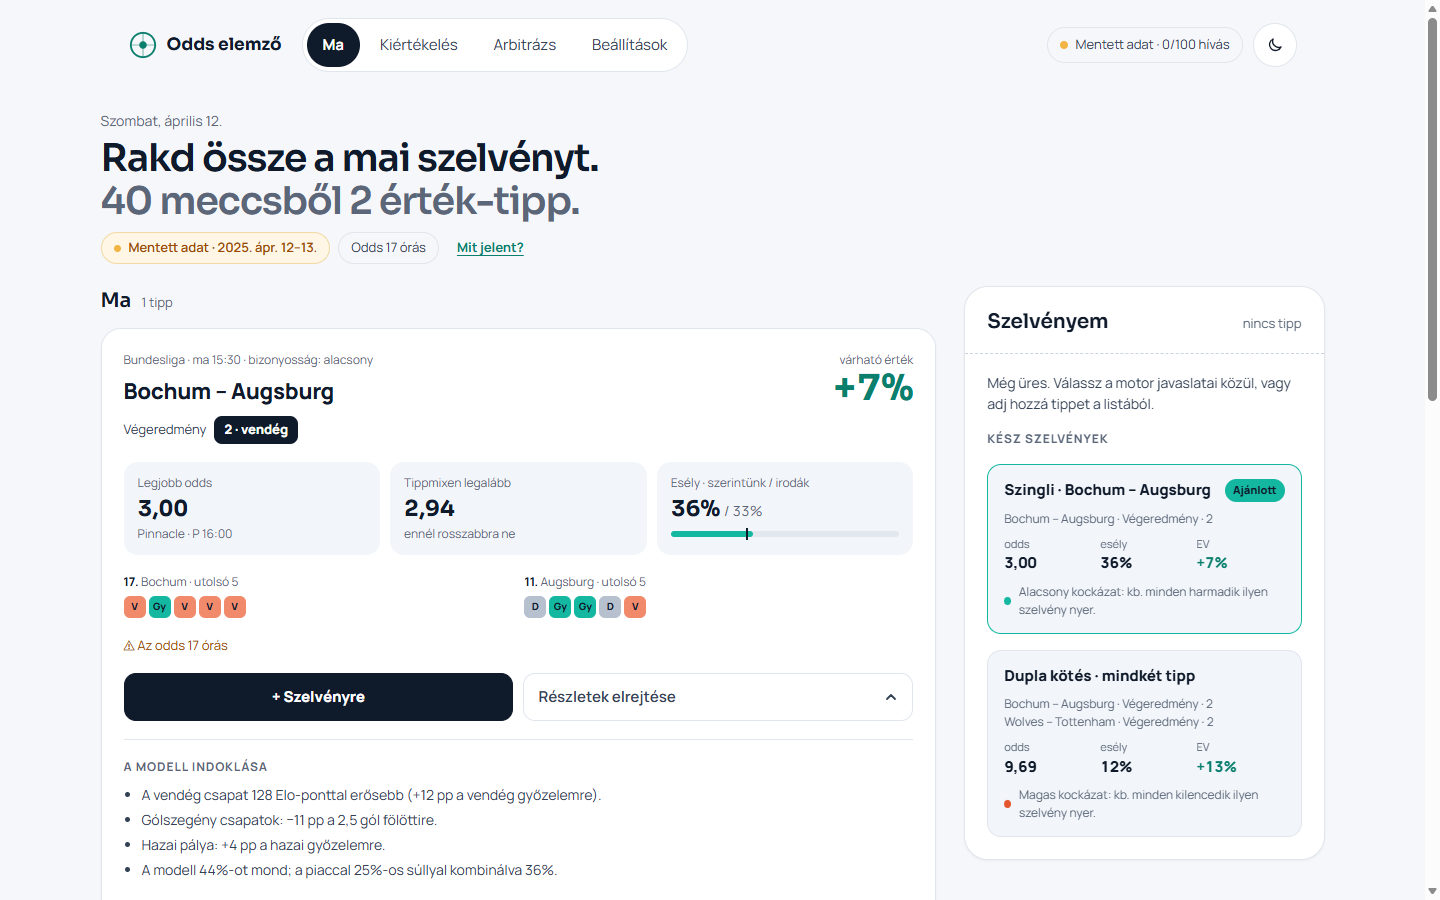 Odds elemző
Ma
Kiértékelés
Arbitrázs
Beállítások
Mentett adat · 0/100 hívás
Szombat, április 12.
Rakd össze a mai szelvényt.
40 meccsből 2 érték-tipp.
Mentett adat · 2025. ápr. 12–13.
Odds 17 órás
Mit jelent?
Ma 1 tipp
Bundesliga · ma 15:30 · bizonyosság: alacsony
Bochum – Augsburg
várható érték
+7%
Végeredmény 2 · vendég
Legjobb odds
3,00
Pinnacle · P 16:00
Tippmixen legalább
2,94
ennél rosszabbra ne
Esély · szerintünk / irodák
36% / 33%
17. Bochum · utolsó 5
V Gy V V V
11. Augsburg · utolsó 5
D Gy Gy D V
⚠ Az odds 17 órás
+ Szelvényre
Részletek elrejtése
A MODELL INDOKLÁSA
• A vendég csapat 128 Elo-ponttal erősebb (+12 pp a vendég győzelemre).
• Gólszegény csapatok: −11 pp a 2,5 gól fölöttire.
• Hazai pálya: +4 pp a hazai győzelemre.
• A modell 44%-ot mond; a piaccal 25%-os súllyal kombinálva 36%.
Szelvényem
nincs tipp
Még üres. Válassz a motor javaslatai közül, vagy
adj hozzá tippet a listából.
KÉSZ SZELVÉNYEK
Szingli · Bochum – Augsburg
Ajánlott
Bochum – Augsburg · Végeredmény · 2
odds esély EV
3,00 36% +7%
Alacsony kockázat: kb. minden harmadik ilyen
szelvény nyer.
Dupla kötés · mindkét tipp
Bochum – Augsburg · Végeredmény · 2
Wolves – Tottenham · Végeredmény · 2
odds esély EV
9,69 12% +13%
Magas kockázat: kb. minden kilencedik ilyen
szelvény nyer.